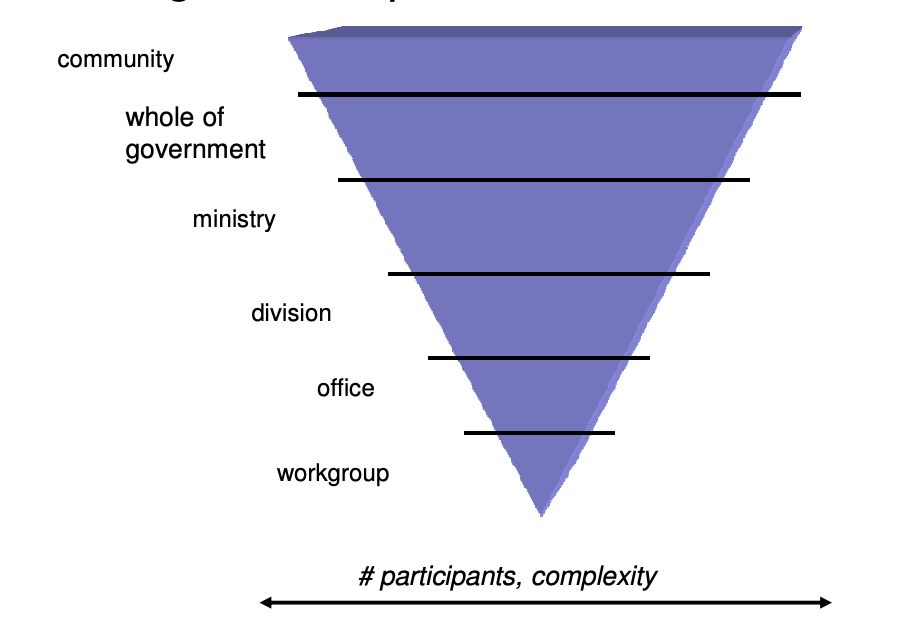 community
whole of
government
ministry
division
office
workgroup
# participants, complexity